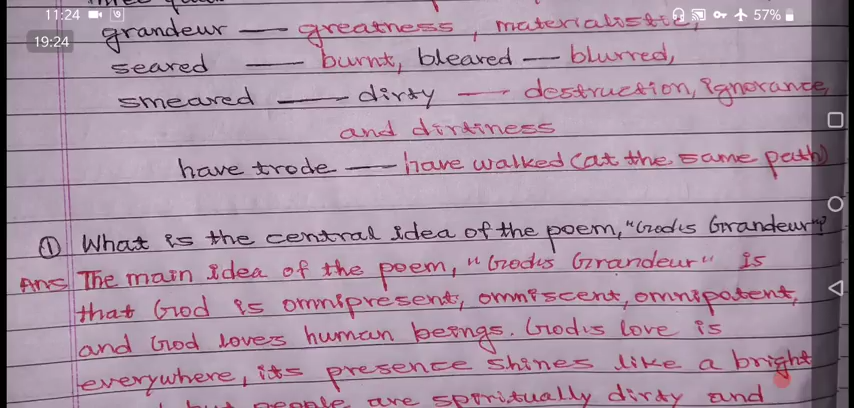 11:24 57%
19:24
grandeur — greatness, materialistic,
seared — burnt, bleared — blurred,
smeared — dirty — destruction, ignorance,
and dirtiness
have trode — have walked (at the same path)
① What is the central idea of the poem, "God's Grandeur"?
Ans The main idea of the poem, "God's Grandeur" is
that God is omnipresent, omniscent, omnipotent,
and God loves human beings. God's love is
everywhere, its presence shines like a bright
but people are spiritually dirty and